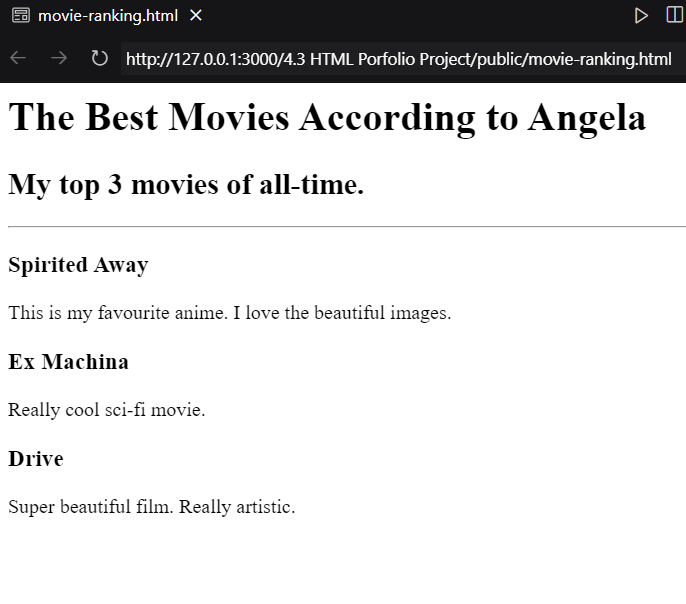 movie-ranking.html
http://127.0.0.1:3000/4.3 HTML Porfolio Project/public/movie-ranking.html
The Best Movies According to Angela
My top 3 movies of all-time.
Spirited Away
This is my favourite anime. I love the beautiful images.
Ex Machina
Really cool sci-fi movie.
Drive
Super beautiful film. Really artistic.